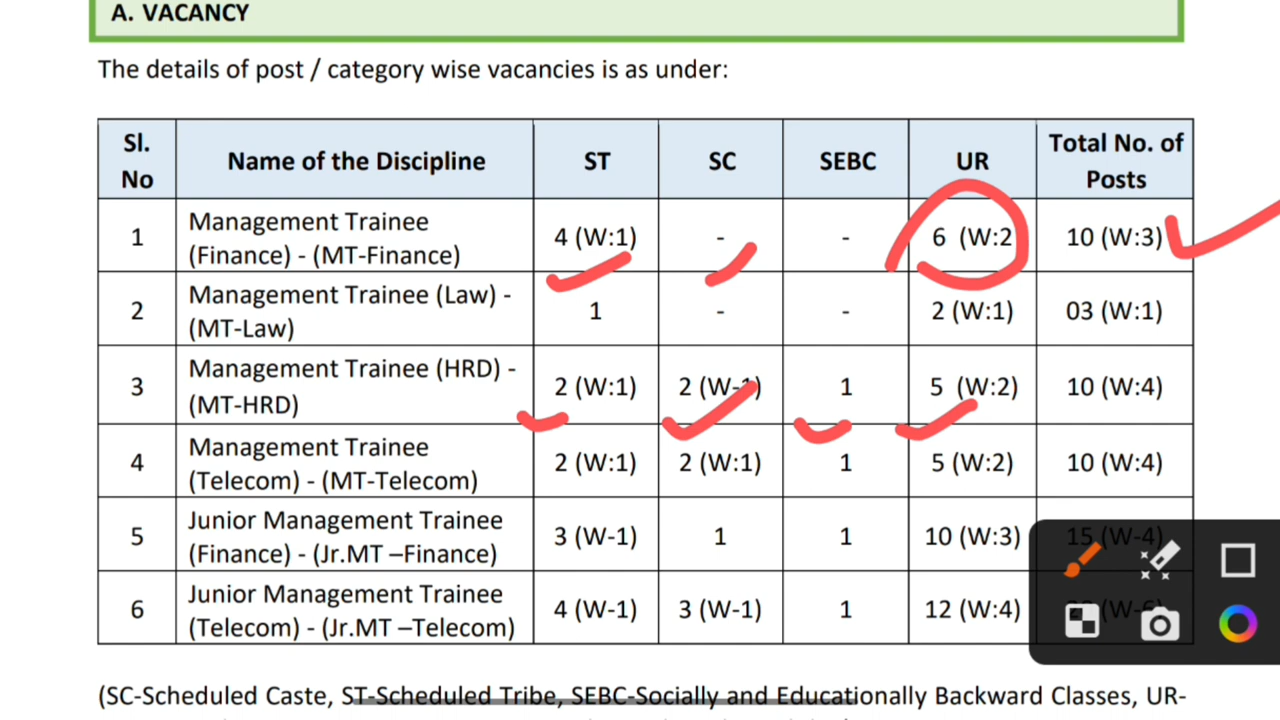 A. VACANCY
The details of post / category wise vacancies is as under:
Sl. No Name of the Discipline ST SC SEBC UR Total No. of Posts
1 Management Trainee (Finance) - (MT-Finance) 4 (W:1) - - 6 (W:2 10 (W:3)
2 Management Trainee (Law) - (MT-Law) 1 - - 2 (W:1) 03 (W:1)
3 Management Trainee (HRD) - (MT-HRD) 2 (W:1) 2 (W-1) 1 5 (W:2) 10 (W:4)
4 Management Trainee (Telecom) - (MT-Telecom) 2 (W:1) 2 (W:1) 1 5 (W:2) 10 (W:4)
5 Junior Management Trainee (Finance) - (Jr.MT –Finance) 3 (W-1) 1 1 10 (W:3) 15 (W-4)
6 Junior Management Trainee (Telecom) - (Jr.MT –Telecom) 4 (W-1) 3 (W-1) 1 12 (W:4)
(SC-Scheduled Caste, ST-Scheduled Tribe, SEBC-Socially and Educationally Backward Classes, UR-